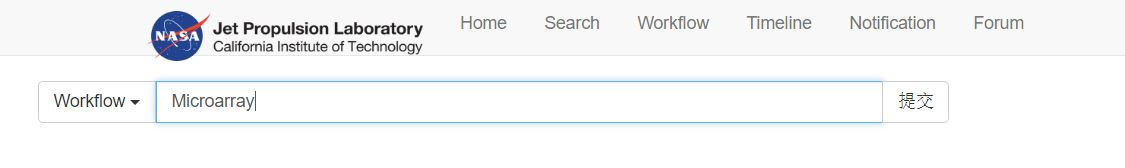 NASA Jet Propulsion Laboratory Home Search Workflow Timeline Notification Forum
California Institute of Technology
Workflow Microarray 提交